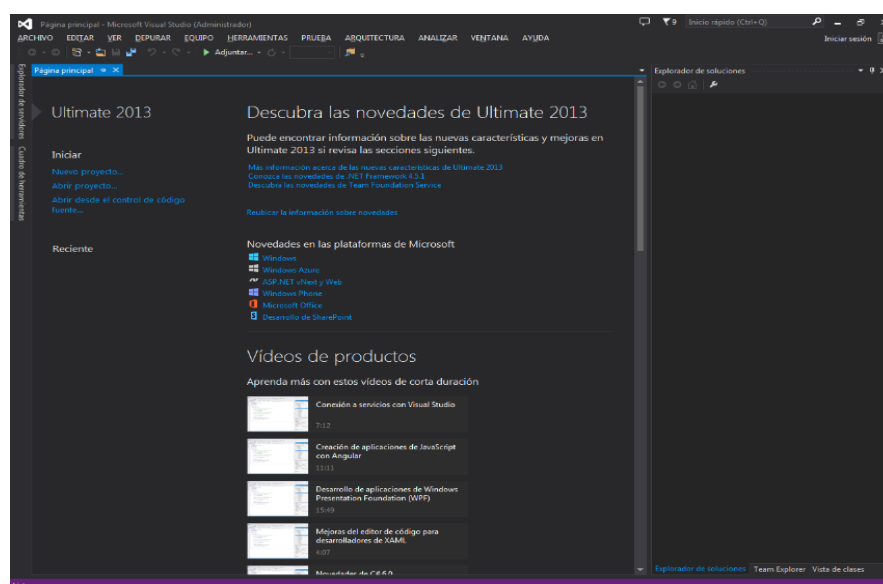 Página principal - Microsoft Visual Studio (Administrador)
9
Inicio rápido (Ctrl+Q)
ARCHIVO EDITAR VER DEPURAR EQUIPO HERRAMIENTAS PRUEBA ARQUITECTURA ANALIZAR VENTANA AYUDA
Iniciar sesión
Adjuntar...
Explorador de servidores
Cuadro de herramientas
Página principal
Ultimate 2013
Iniciar
Nuevo proyecto...
Abrir proyecto...
Abrir desde el control de código
fuente...
Reciente
Descubra las novedades de Ultimate 2013
Puede encontrar información sobre las nuevas características y mejoras en
Ultimate 2013 si revisa las secciones siguientes.
Más información acerca de las nuevas características de Ultimate 2013
Conozca las novedades de .NET Framework 4.5.1
Descubra las novedades de Team Foundation Service
Reubicar la información sobre novedades
Novedades en las plataformas de Microsoft
Windows
Windows Azure
ASP.NET vNext y Web
Windows Phone
Microsoft Office
Desarrollo de SharePoint
Vídeos de productos
Aprenda más con estos vídeos de corta duración
Conexión a servicios con Visual Studio
7:12
Creación de aplicaciones de JavaScript
con Angular
11:11
Desarrollo de aplicaciones de Windows
Presentation Foundation (WPF)
15:49
Mejoras del editor de código para
desarrolladores de XAML
4:07
Novedades de C# 6.0
Explorador de soluciones
Explorador de soluciones Team Explorer Vista de clases